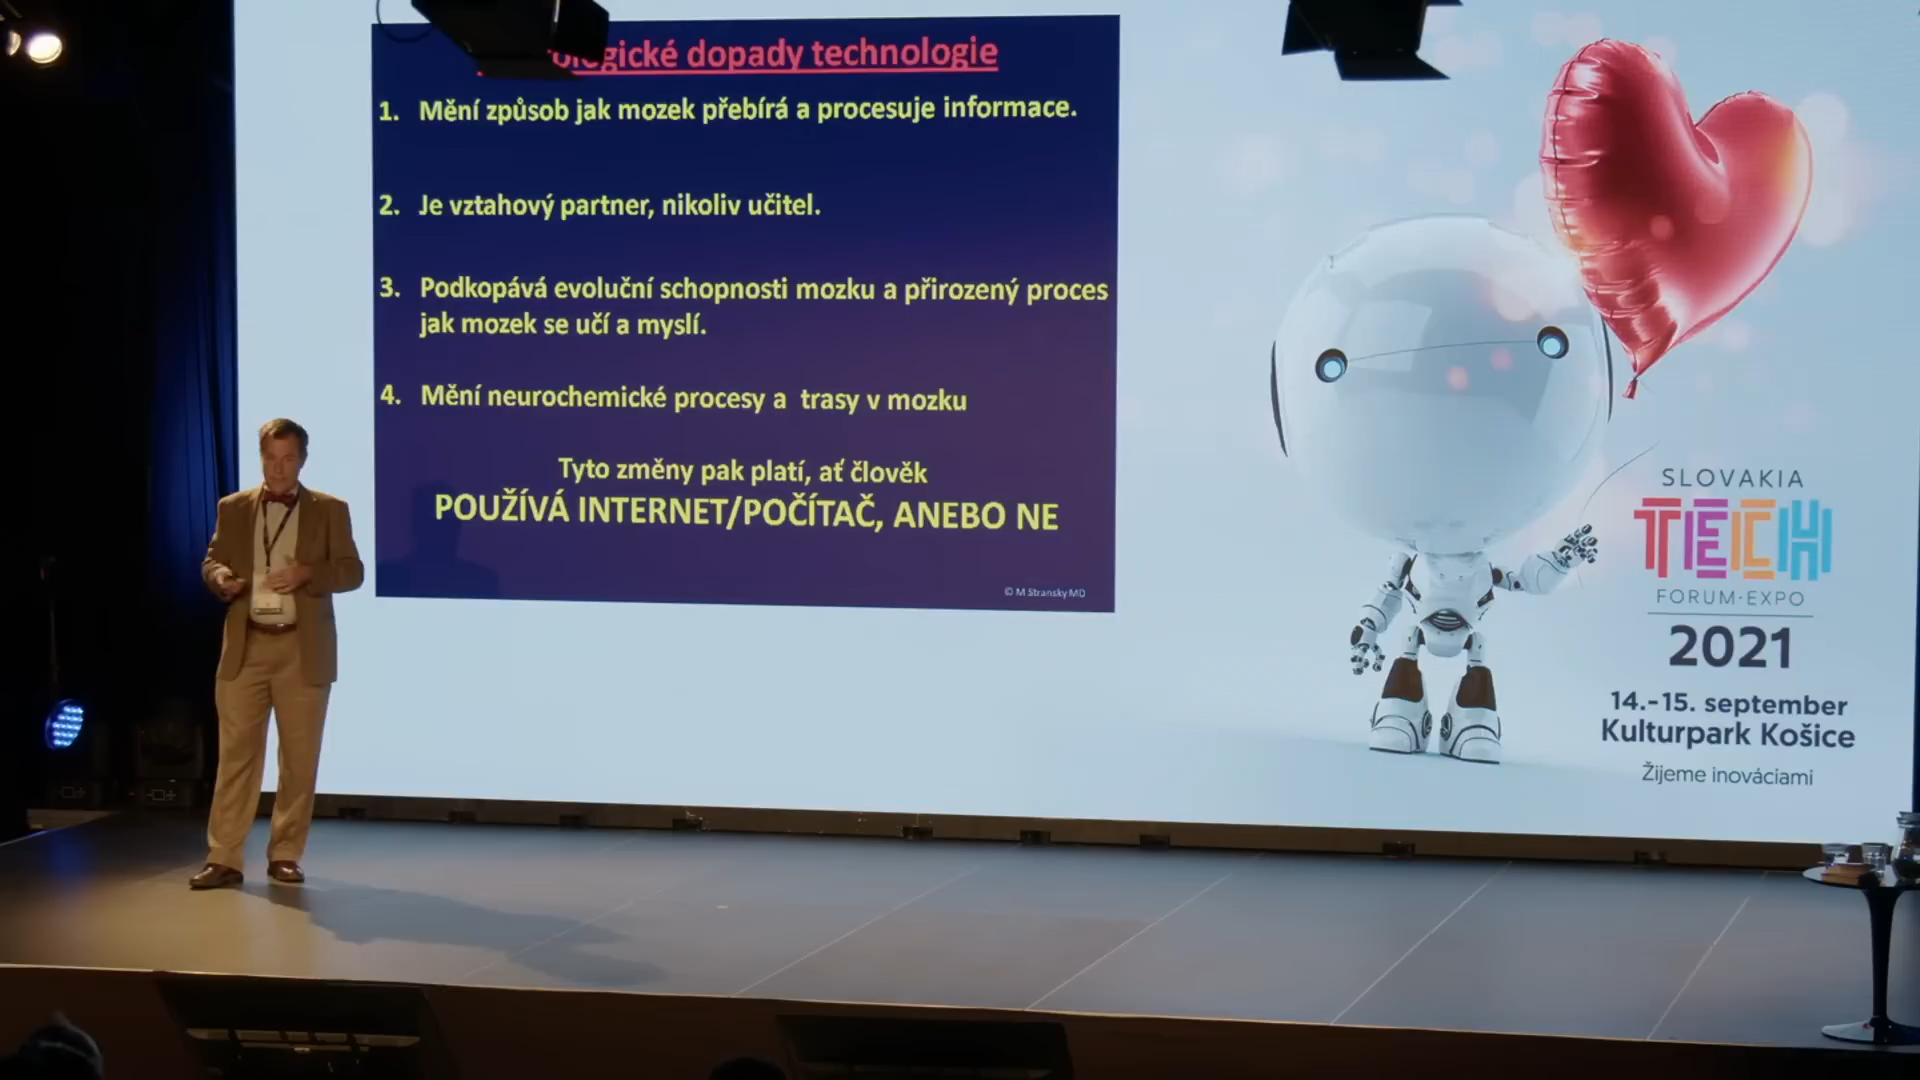 dopady technologie
1. Mění způsob jak mozek přebírá a procesuje informace.
2. Je vztahový partner, nikoliv učitel.
3. Podkopává evoluční schopnosti mozku a přirozený proces
jak mozek se učí a myslí.
4. Mění neurochemické procesy a trasy v mozku
Tyto změny pak platí, ať člověk
POUŽÍVÁ INTERNET/POČÍTAČ, ANEBO NE
© M Stransky MD
SLOVAKIA
TECH
FORUM-EXPO
2021
14.-15. september
Kulturpark Košice
Žijeme inováciami